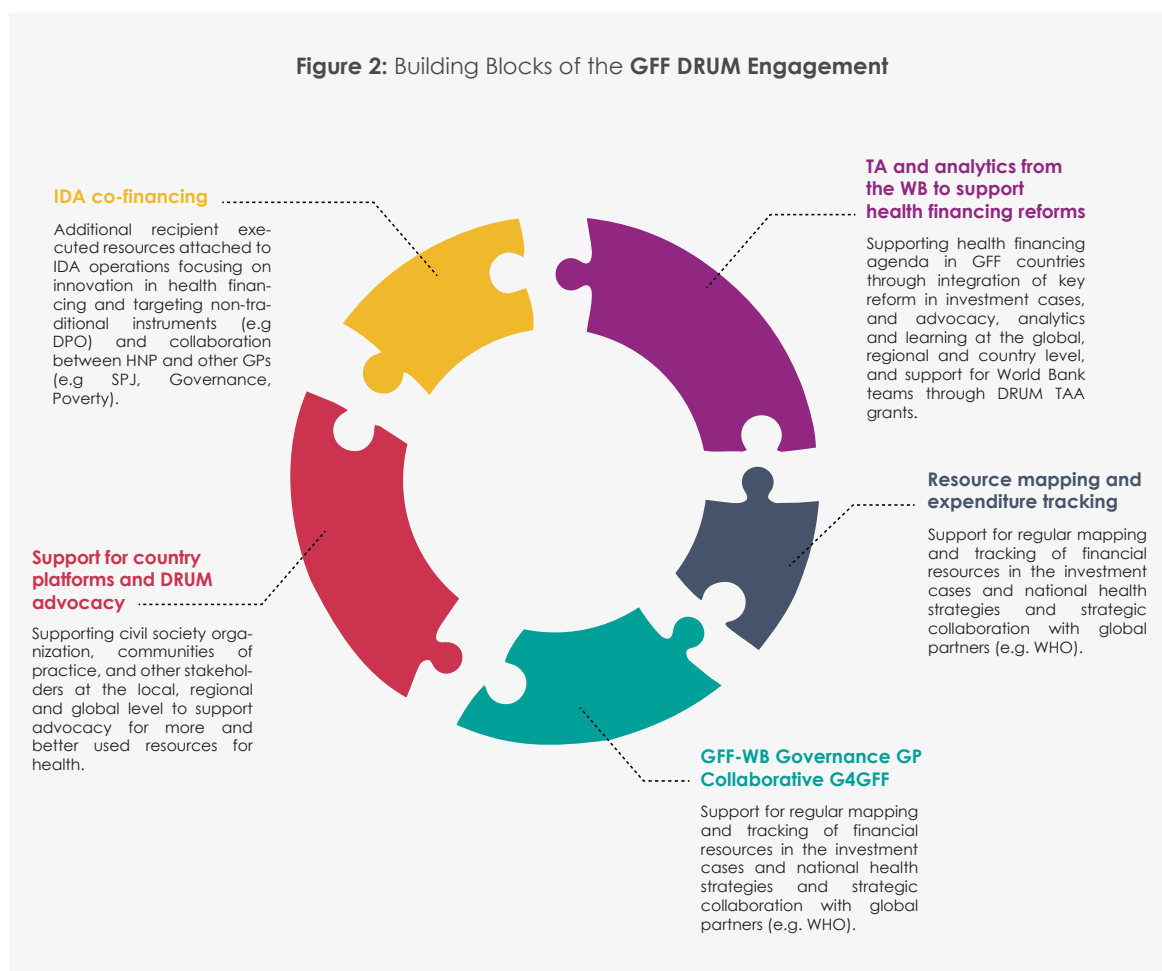 Figure 2: Building Blocks of the GFF DRUM Engagement
IDA co-financing
Additional recipient exe-
cuted resources attached to
IDA operations focusing on
innovation in health finan-
cing and targeting non-tra-
ditional instruments (e.g
DPO) and collaboration
between HNP and other GPs
(e.g SPJ, Governance,
Poverty).
TA and analytics from
the WB to support
health financing reforms
Supporting health financing
agenda in GFF countries
through integration of key
reform in investment cases,
and advocacy, analytics
and learning at the global,
regional and country level,
and support for World Bank
teams through DRUM TAA
grants.
Resource mapping and
expenditure tracking
Support for regular mapping
and tracking of financial
resources in the investment
cases and national health
strategies and strategic
collaboration with global
partners (e.g. WHO).
Support for country
platforms and DRUM
advocacy
Supporting civil society orga-
nization, communities of
practice, and other stakehol-
ders at the local, regional
and global level to support
advocacy for more and
better used resources for
health.
GFF-WB Governance GP
Collaborative G4GFF
Support for regular mapping
and tracking of financial
resources in the investment
cases and national health
strategies and strategic
collaboration with global
partners (e.g. WHO).